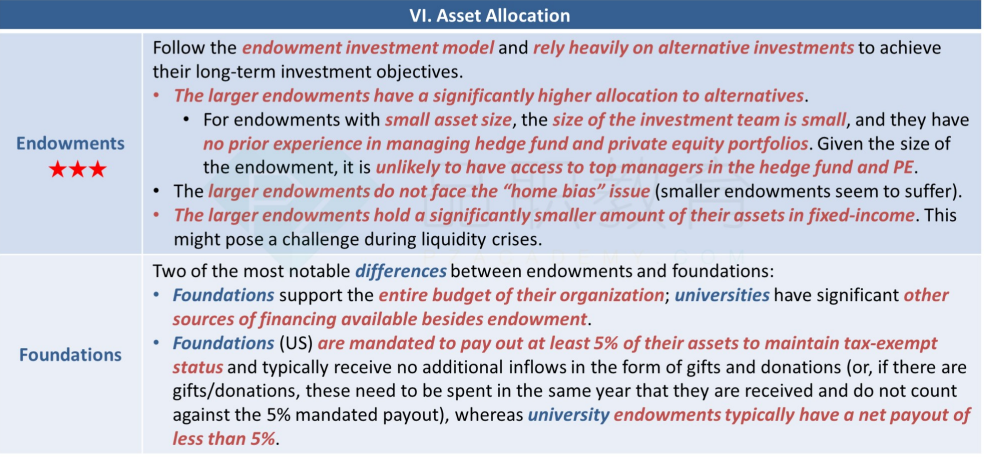 VI. Asset Allocation
Endowments
★★★
Follow the endowment investment model and rely heavily on alternative investments to achieve
their long-term investment objectives.
• The larger endowments have a significantly higher allocation to alternatives.
• For endowments with small asset size, the size of the investment team is small, and they have
no prior experience in managing hedge fund and private equity portfolios. Given the size of
the endowment, it is unlikely to have access to top managers in the hedge fund and PE.
• The larger endowments do not face the “home bias” issue (smaller endowments seem to suffer).
• The larger endowments hold a significantly smaller amount of their assets in fixed-income. This
might pose a challenge during liquidity crises.
Foundations
Two of the most notable differences between endowments and foundations:
• Foundations support the entire budget of their organization; universities have significant other
sources of financing available besides endowment.
• Foundations (US) are mandated to pay out at least 5% of their assets to maintain tax-exempt
status and typically receive no additional inflows in the form of gifts and donations (or, if there are
gifts/donations, these need to be spent in the same year that they are received and do not count
against the 5% mandated payout), whereas university endowments typically have a net payout of
less than 5%.